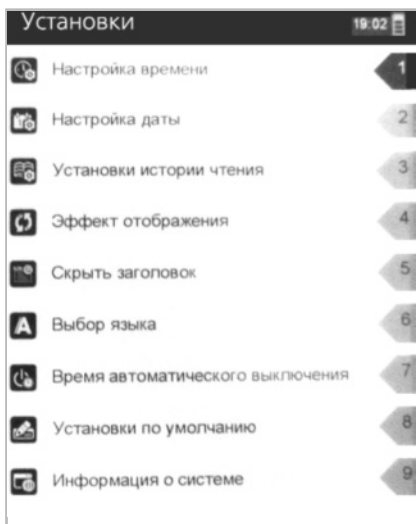 Установки 19:02
Настройка времени 1
Настройка даты 2
Установки истории чтения 3
Эффект отображения 4
Скрыть заголовок 5
Выбор языка 6
Время автоматического выключения 7
Установки по умолчанию 8
Информация о системе 9